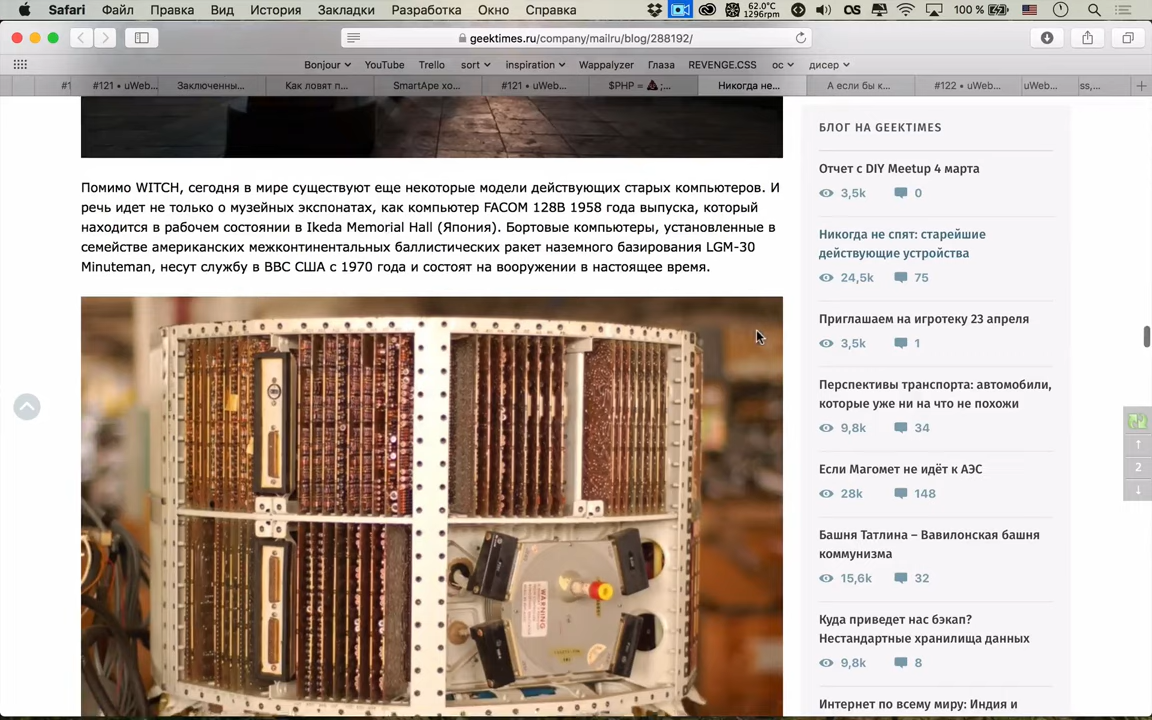 Safari Файл Правка Вид История Закладки Разработка Окно Справка 62.0°C 1296rpm 100 %
geektimes.ru/company/mailru/blog/288192/
Bonjour YouTube Trello sort inspiration Wappalyzer Глаза REVENGE.CSS ос дисер
#1 #121 • uWeb... Заключенны... Как ловят п... SmartApe хо... #121 • uWeb... $PHP = ;... Никогда не... А если бы к... #122 • uWeb... uWeb... ss,...
Помимо WITCH, сегодня в мире существуют еще некоторые модели действующих старых компьютеров. И
речь идет не только о музейных экспонатах, как компьютер FACOM 128B 1958 года выпуска, который
находится в рабочем состоянии в Ikeda Memorial Hall (Япония). Бортовые компьютеры, установленные в
семействе американских межконтинентальных баллистических ракет наземного базирования LGM-30
Minuteman, несут службу в ВВС США с 1970 года и состоят на вооружении в настоящее время.
WARNING
БЛОГ НА GEEKTIMES
Отчет с DIY Meetup 4 марта
3,5k 0
Никогда не спят: старейшие
действующие устройства
24,5k 75
Приглашаем на игротеку 23 апреля
3,5k 1
Перспективы транспорта: автомобили,
которые уже ни на что не похожи
9,8k 34
Если Магомет не идёт к АЭС
28k 148
Башня Татлина – Вавилонская башня
коммунизма
15,6k 32
Куда приведет нас бэкап?
Нестандартные хранилища данных
9,8k 8
Интернет по всему миру: Индия и
2